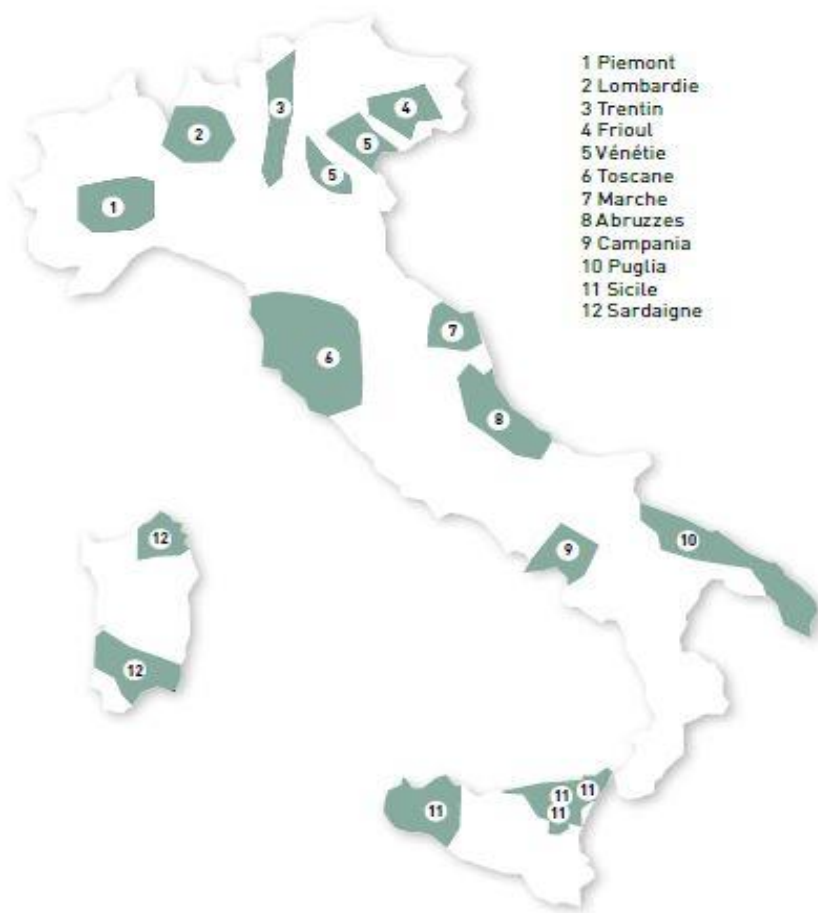 1 Piemont
2 Lombardie
3 Trentin
4 Frioul
5 Vénétie
6 Toscane
7 Marche
8 Abruzzes
9 Campania
10 Puglia
11 Sicile
12 Sardaigne
3
4
2
5
5
1
7
6
8
12
10
9
12
11
11
11
11